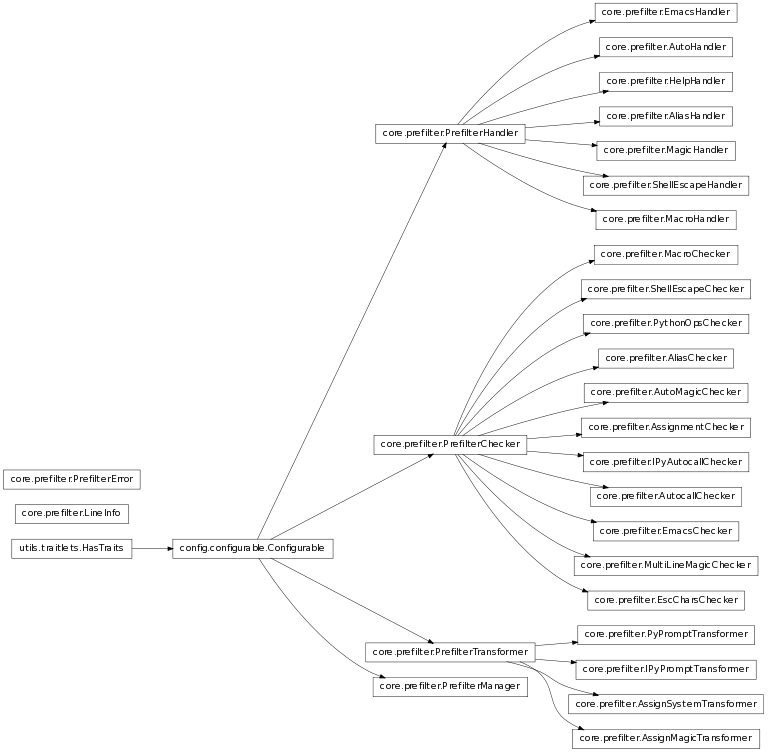 core.prefilter.EmacsHandler
core.prefilter.AutoHandler
core.prefilter.HelpHandler
core.prefilter.AliasHandler
core.prefilter.PrefilterHandler
core.prefilter.MagicHandler
core.prefilter.ShellEscapeHandler
core.prefilter.MacroHandler
core.prefilter.MacroChecker
core.prefilter.ShellEscapeChecker
core.prefilter.PythonOpsChecker
core.prefilter.AliasChecker
core.prefilter.AutoMagicChecker
core.prefilter.AssignmentChecker
core.prefilter.PrefilterChecker
core.prefilter.IPyAutocallChecker
core.prefilter.PrefilterError
core.prefilter.AutocallChecker
core.prefilter.LineInfo
core.prefilter.EmacsChecker
utils.traitlets.HasTraits
config.configurable.Configurable
core.prefilter.MultiLineMagicChecker
core.prefilter.EscCharsChecker
core.prefilter.PyPromptTransformer
core.prefilter.PrefilterTransformer
core.prefilter.IPyPromptTransformer
core.prefilter.PrefilterManager
core.prefilter.AssignSystemTransformer
core.prefilter.AssignMagicTransformer